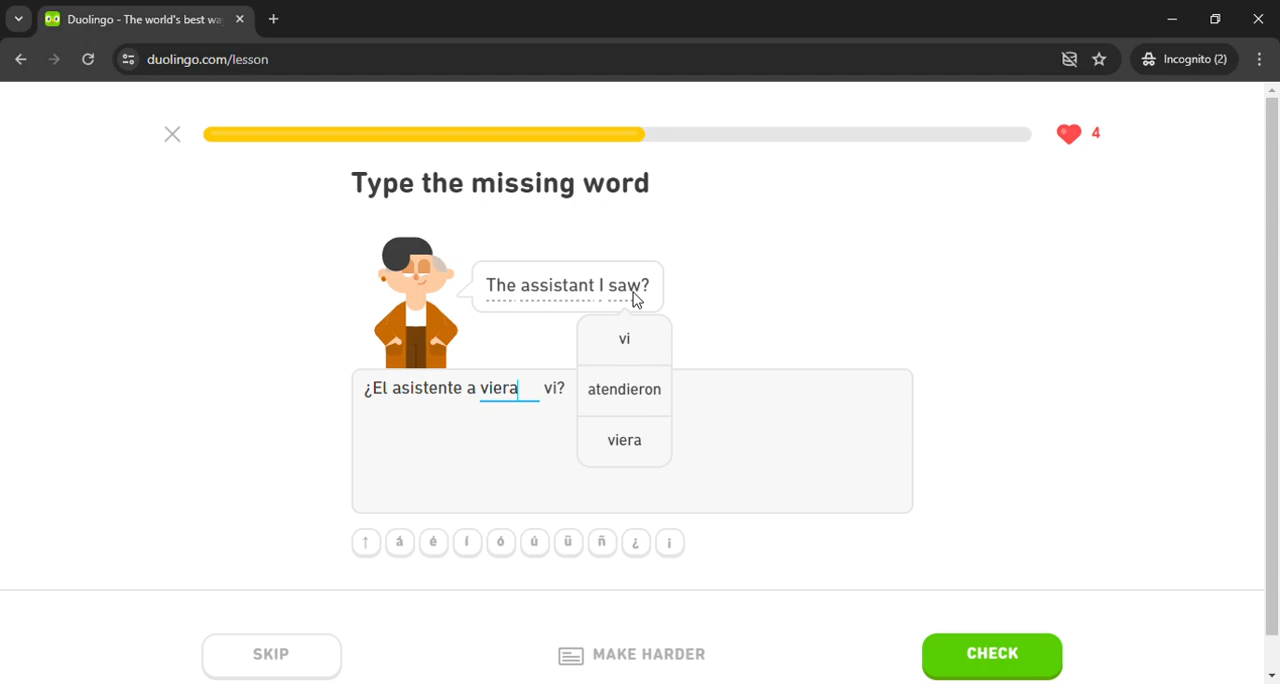 Duolingo - The world's best wa
duolingo.com/lesson
Incognito (2)
4
Type the missing word
The assistant I saw?
vi
¿El asistente a viera vi?
atendieron
viera
↑ á é í ó ú ü ñ ¿ ¡
SKIP
MAKE HARDER
CHECK